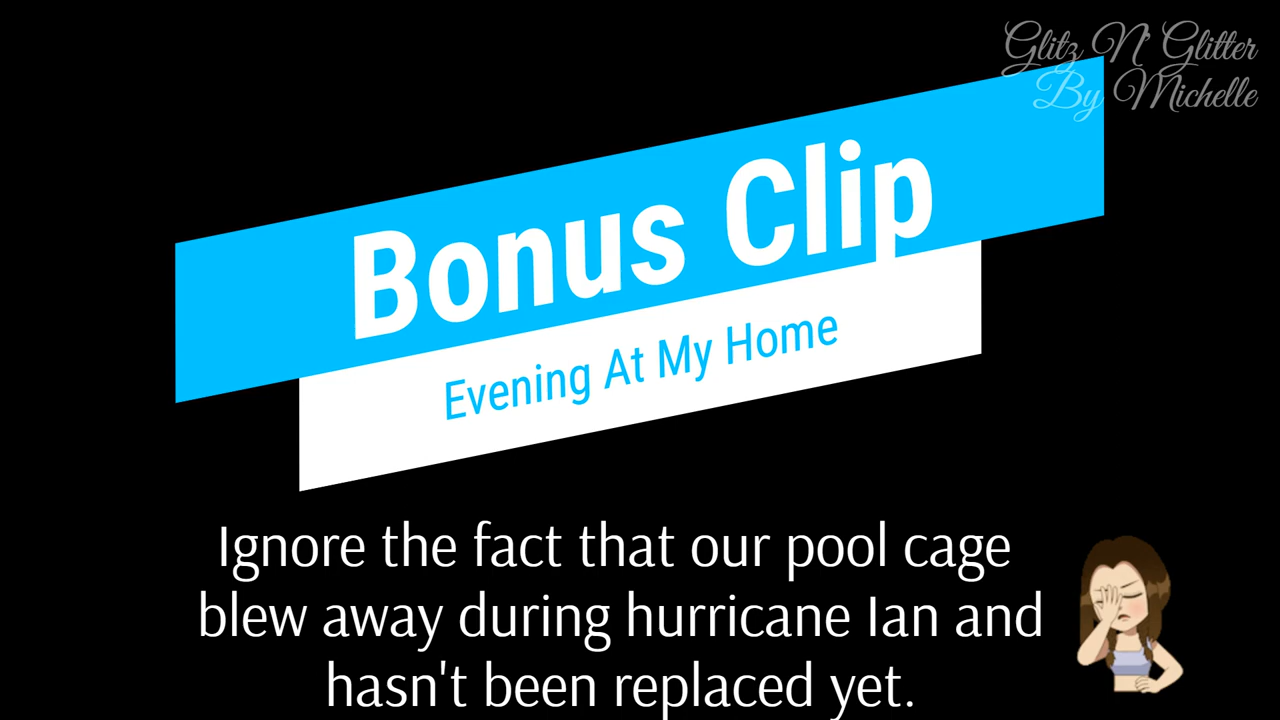 Glitz N' Glitter
By Michelle
Bonus Clip
Evening At My Home
Ignore the fact that our pool cage
blew away during hurricane Ian and
hasn't been replaced yet.